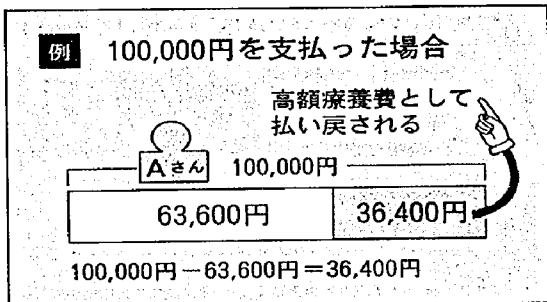 例 100,000円を支払った場合
高額療養費として
払い戻される
Aさん 100,000円
63,600円 36,400円
100,000円－63,600円＝36,400円